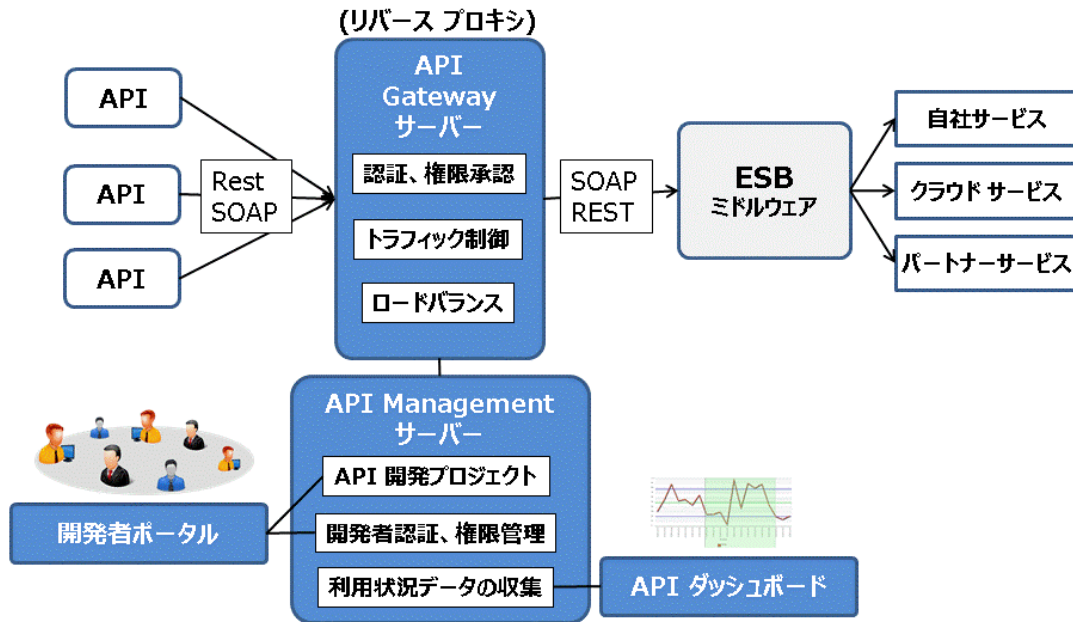 (リバース プロキシ)
API
Gateway
サーバー
認証、権限承認
トラフィック制御
ロードバランス
API
API
API
Rest
SOAP
SOAP
REST
ESB
ミドルウェア
自社サービス
クラウド サービス
パートナーサービス
API Management
サーバー
API 開発プロジェクト
開発者認証、権限管理
利用状況データの収集
開発者ポータル
API ダッシュボード